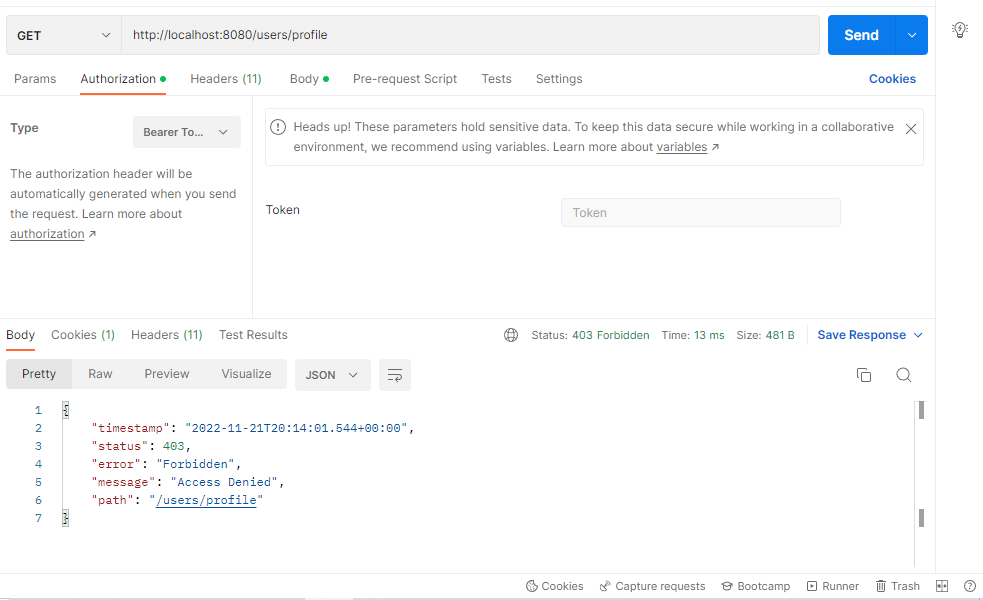 GET http://localhost:8080/users/profile Send
Params Authorization Headers (11) Body Pre-request Script Tests Settings Cookies
Type Bearer To...
The authorization header will be
automatically generated when you send
the request. Learn more about
authorization ↗
Heads up! These parameters hold sensitive data. To keep this data secure while working in a collaborative
environment, we recommend using variables. Learn more about variables ↗
Token Token
Body Cookies (1) Headers (11) Test Results Status: 403 Forbidden Time: 13 ms Size: 481 B Save Response
Pretty Raw Preview Visualize JSON
1 {
2 "timestamp": "2022-11-21T20:14:01.544+00:00",
3 "status": 403,
4 "error": "Forbidden",
5 "message": "Access Denied",
6 "path": "/users/profile"
7 }
Cookies Capture requests Bootcamp Runner Trash